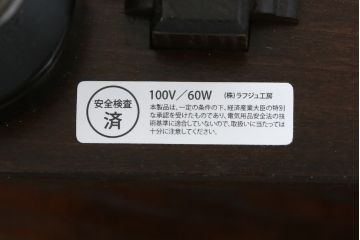 安全検査
済
100V／60W (株)ラフジュ工房
本製品は、一定の条件の下、経済産業大臣の特別
な承認を受けたものであり、電気用品安全法の技
術基準に適合していないので、取扱いに当たっては
十分に注意してください。